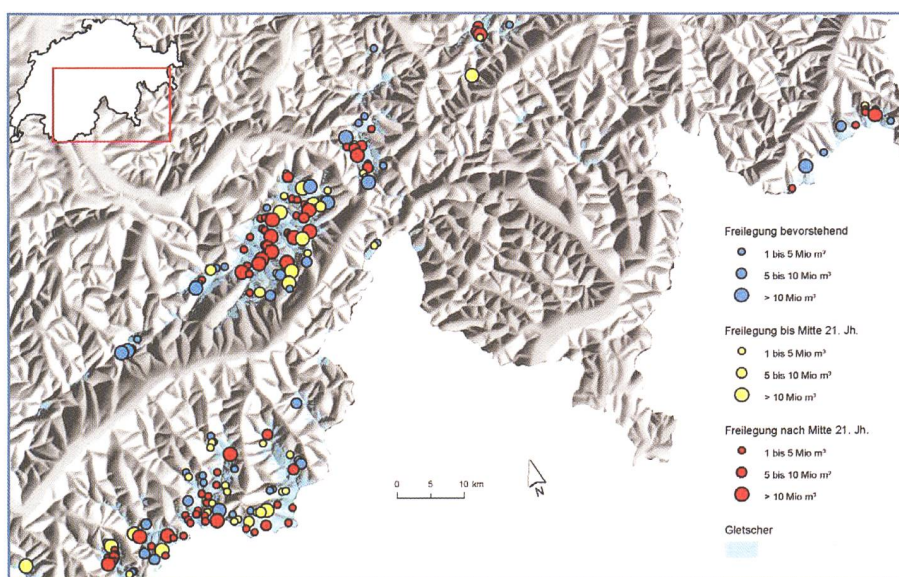 Freilegung bevorstehend
1 bis 5 Mio m³
5 bis 10 Mio m³
> 10 Mio m³
Freilegung bis Mitte 21. Jh.
1 bis 5 Mio m³
5 bis 10 Mio m³
> 10 Mio m³
Freilegung nach Mitte 21. Jh.
1 bis 5 Mio m³
5 bis 10 Mio m³
> 10 Mio m³
Gletscher
0 5 10 km
N